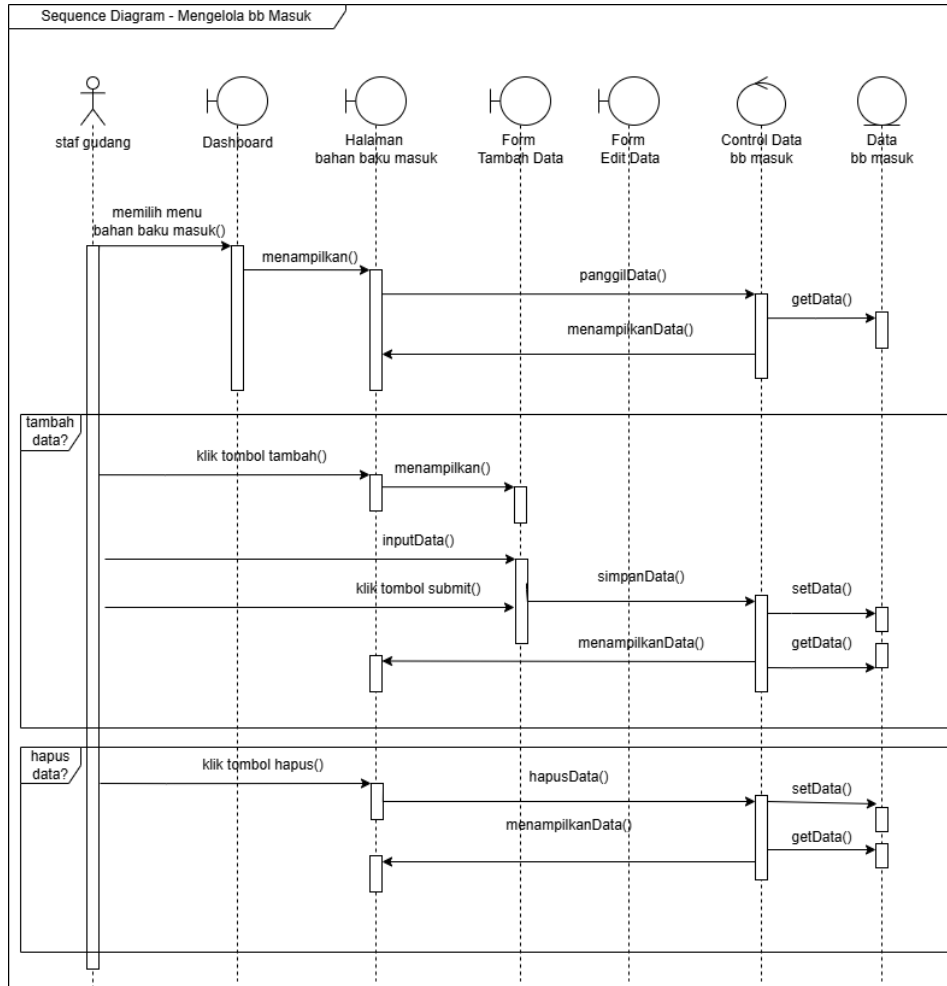 Sequence Diagram - Mengelola bb Masuk
staf gudang
Dashboard
Halaman
bahan baku masuk
Form
Tambah Data
Form
Edit Data
Control Data
bb masuk
Data
bb masuk
memilih menu
bahan baku masuk()
menampilkan()
panggilData()
getData()
menampilkanData()
tambah
data?
klik tombol tambah()
menampilkan()
inputData()
simpanData()
klik tombol submit()
setData()
menampilkanData()
getData()
hapus
data?
klik tombol hapus()
hapusData()
setData()
menampilkanData()
getData()